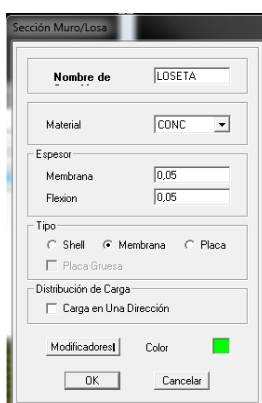 Sección Muro/Losa
Nombre de
LOSETA
Material
CONC
Espesor
Membrana
0,05
Flexion
0,05
Tipo
Shell
Membrana
Placa
Placa Gruesa
Distribución de Carga
Carga en Una Dirección
Modificadores
Color
OK
Cancelar